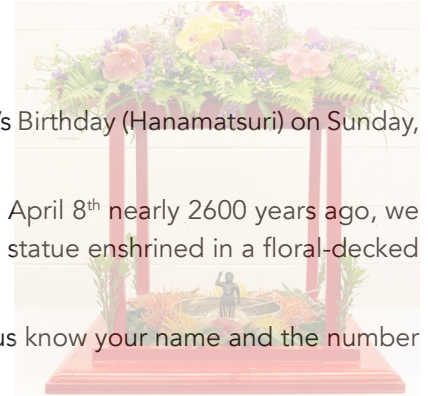 's Birthday (Hanamatsuri) on Sunday,
April 8th nearly 2600 years ago, we
statue enshrined in a floral-decked
us know your name and the number